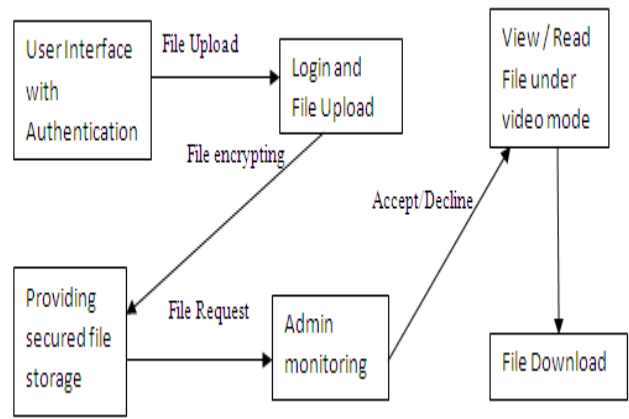 User Interface
with
Authentication
File Upload
Login and
File Upload
View / Read
File under
video mode
File encrypting
Accept/Decline
Providing
secured file
storage
File Request
Admin
monitoring
File Download